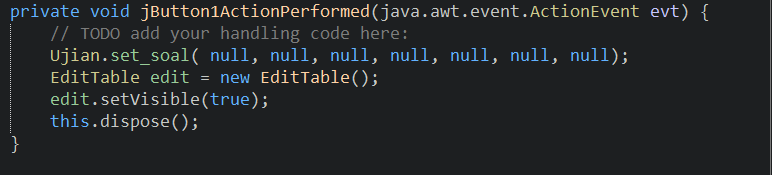 private void jButton1ActionPerformed(java.awt.event.ActionEvent evt) {
    // TODO add your handling code here:
    Ujian.set_soal( null, null, null, null, null, null, null);
    EditTable edit = new EditTable();
    edit.setVisible(true);
    this.dispose();
}